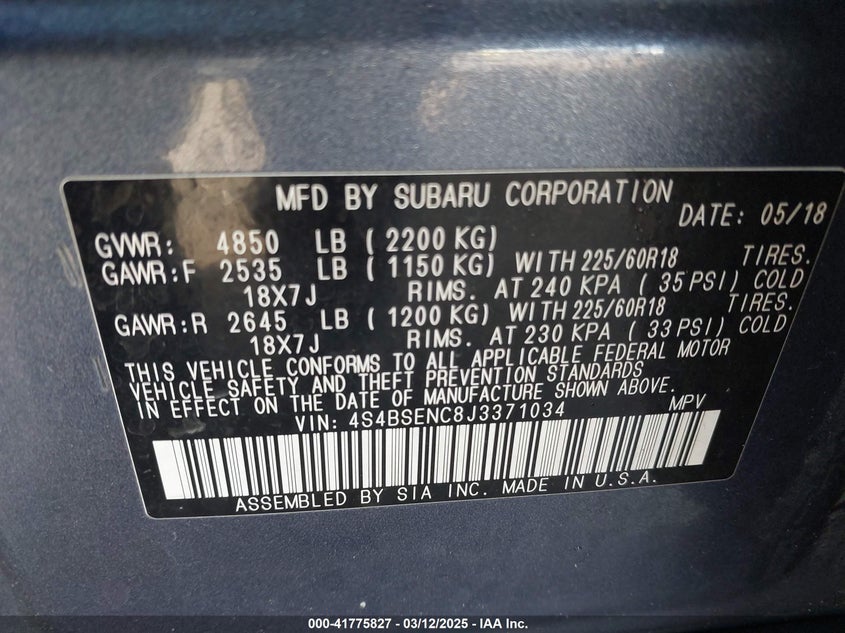 MFD BY SUBARU CORPORATION
DATE: 05/18
GVWR: 4850 LB ( 2200 KG)
GAWR:F 2535 LB ( 1150 KG) WITH 225/60R18 TIRES.
18X7J RIMS. AT 240 KPA ( 35 PSI) COLD
GAWR:R 2645 LB ( 1200 KG) WITH 225/60R18 TIRES.
18X7J RIMS. AT 230 KPA ( 33 PSI) COLD
THIS VEHICLE CONFORMS TO ALL APPLICABLE FEDERAL MOTOR
VEHICLE SAFETY AND THEFT PREVENTION STANDARDS
IN EFFECT ON THE DATE OF MANUFACTURE SHOWN ABOVE.
VIN: 4S4BSENC8J3371034 MPV
ASSEMBLED BY SIA INC. MADE IN U.S.A.
000-41775827 - 03/12/2025 - IAA Inc.